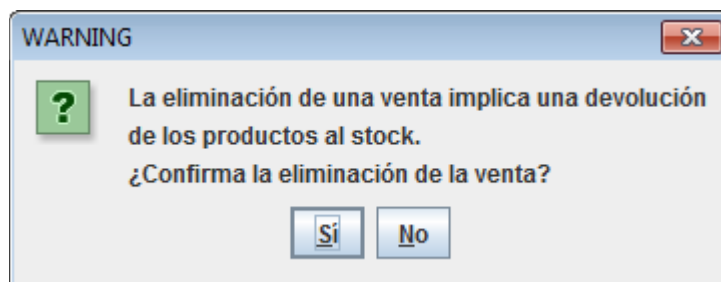 WARNING
La eliminación de una venta implica una devolución
de los productos al stock.
¿Confirma la eliminación de la venta?
Sí No